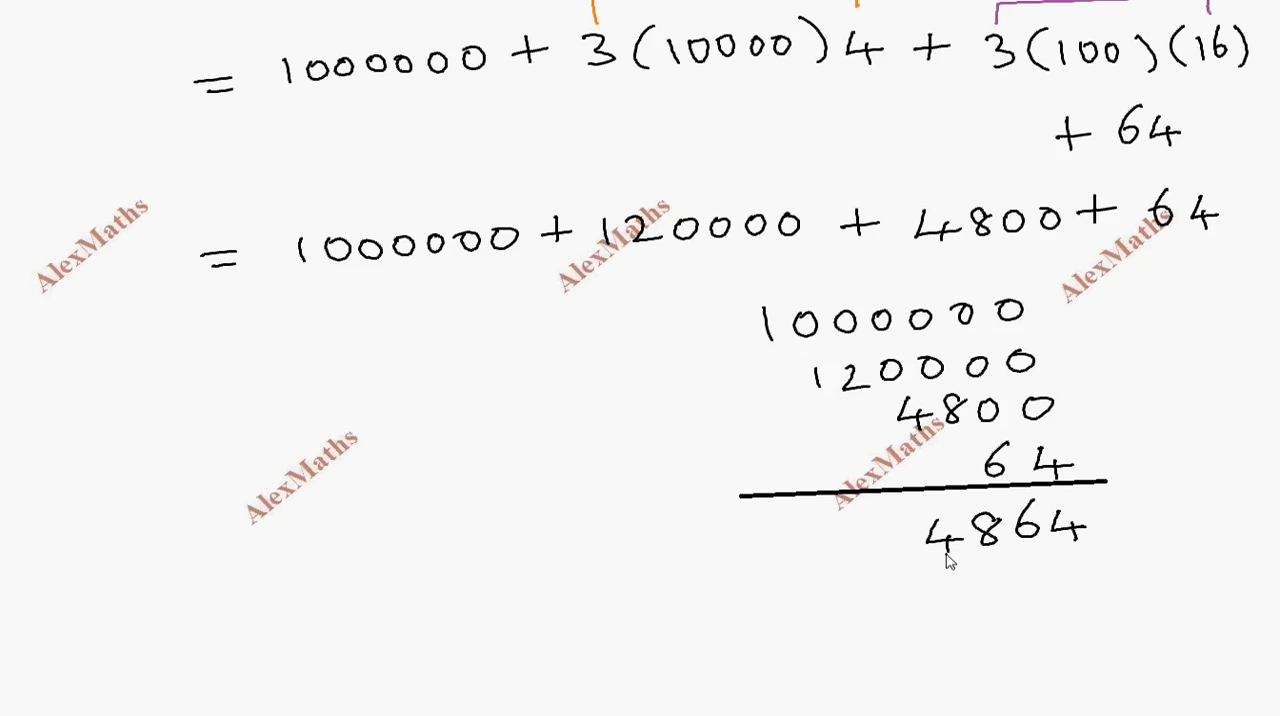 = 1000000 + 3(10000)4 + 3(100)(16)
+ 64
= 1000000 + 120000 + 4800 + 64
AlexMaths
AlexMaths
AlexMaths
1000000
120000
4800
64
AlexMaths
AlexMaths
4864